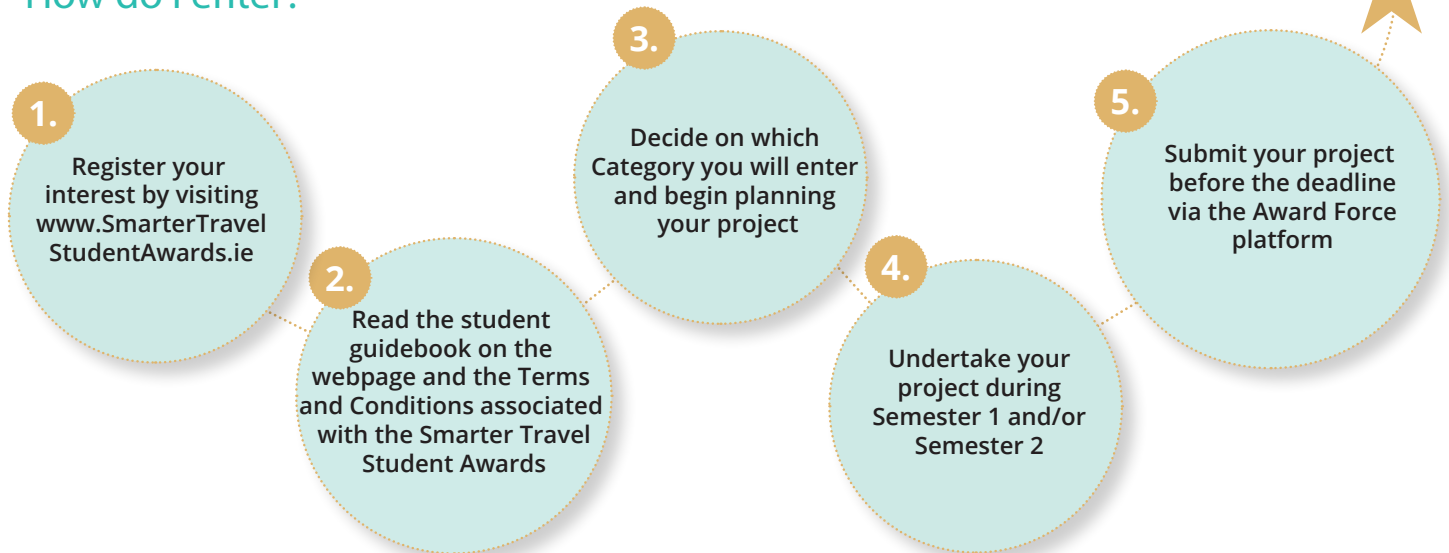 How do I enter?
1.
Register your
interest by visiting
www.SmarterTravel
StudentAwards.ie
2.
Read the student
guidebook on the
webpage and the Terms
and Conditions associated
with the Smarter Travel
Student Awards
3.
Decide on which
Category you will enter
and begin planning
your project
4.
Undertake your
project during
Semester 1 and/or
Semester 2
5.
Submit your project
before the deadline
via the Award Force
platform